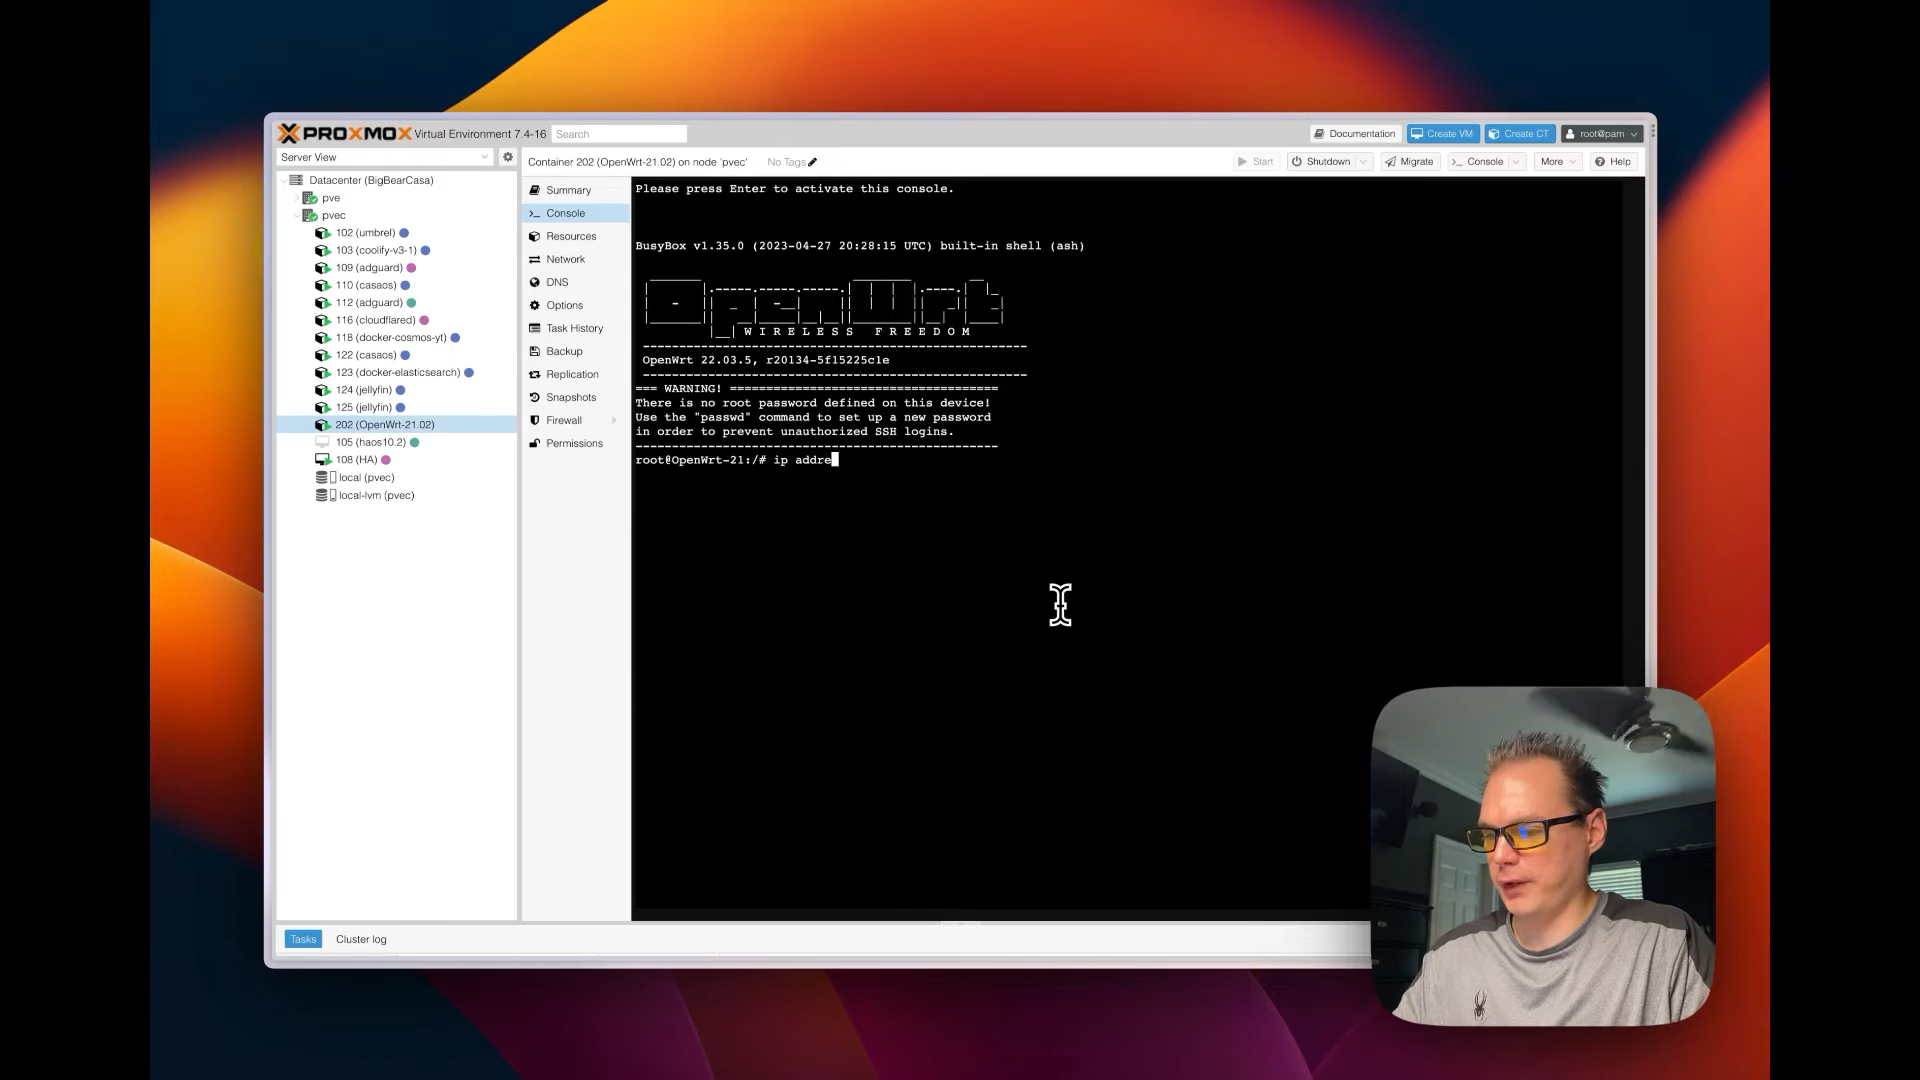 PROXMOX Virtual Environment 7.4-16 Search Documentation Create VM Create CT root@pam
Server View
Container 202 (OpenWrt-21.02) on node 'pvec' No Tags Start Shutdown Migrate Console More Help
Datacenter (BigBearCasa)
pve
pvec
102 (umbrel)
103 (coolify-v3-1)
109 (adguard)
110 (casaos)
112 (adguard)
116 (cloudflared)
118 (docker-cosmos-yt)
122 (casaos)
123 (docker-elasticsearch)
124 (jellyfin)
125 (jellyfin)
202 (OpenWrt-21.02)
105 (haos10.2)
108 (HA)
local (pvec)
local-lvm (pvec)
Summary
Console
Resources
Network
DNS
Options
Task History
Backup
Replication
Snapshots
Firewall
Permissions
Please press Enter to activate this console.
BusyBox v1.35.0 (2023-04-27 20:28:15 UTC) built-in shell (ash)
OpenWrt
W I R E L E S S   F R E E D O M
-----------------------------------------------------
OpenWrt 22.03.5, r20134-5f15225c1e
-----------------------------------------------------
=== WARNING! =====================================
There is no root password defined on this device!
Use the "passwd" command to set up a new password
in order to prevent unauthorized SSH logins.
--------------------------------------------------
root@OpenWrt-21:/# ip addre
Tasks Cluster log